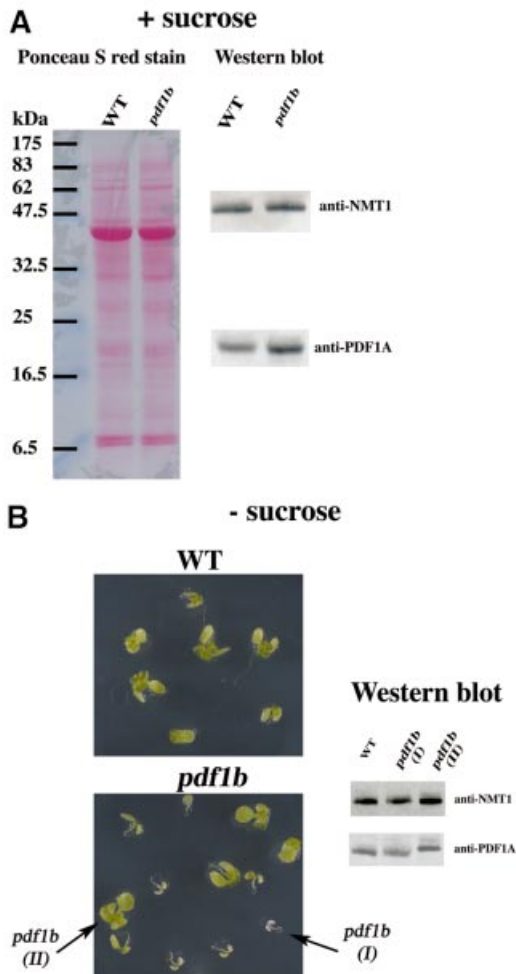 A
+ sucrose
Ponceau S red stain
Western blot
WT
pdf1b
WT
pdf1b
kDa
175
83
62
47.5
32.5
25
16.5
6.5
anti-NMT1
anti-PDF1A
B
- sucrose
WT
pdf1b
Western blot
WT
pdf1b
(I)
pdf1b
(II)
anti-NMT1
anti-PDF1A
pdf1b
(II)
pdf1b
(I)